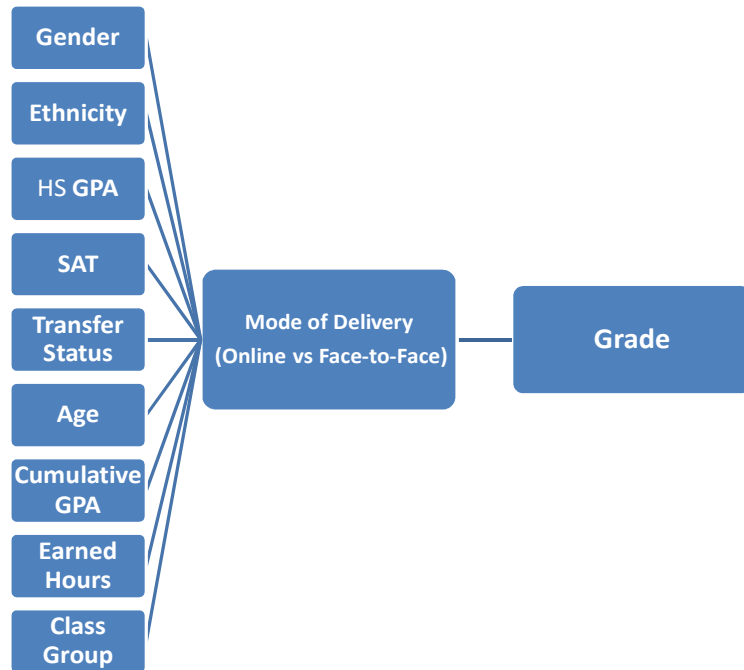 Gender
Ethnicity
HS GPA
SAT
Transfer
Status
Age
Cumulative
GPA
Earned
Hours
Class
Group
Mode of Delivery
(Online vs Face-to-Face)
Grade